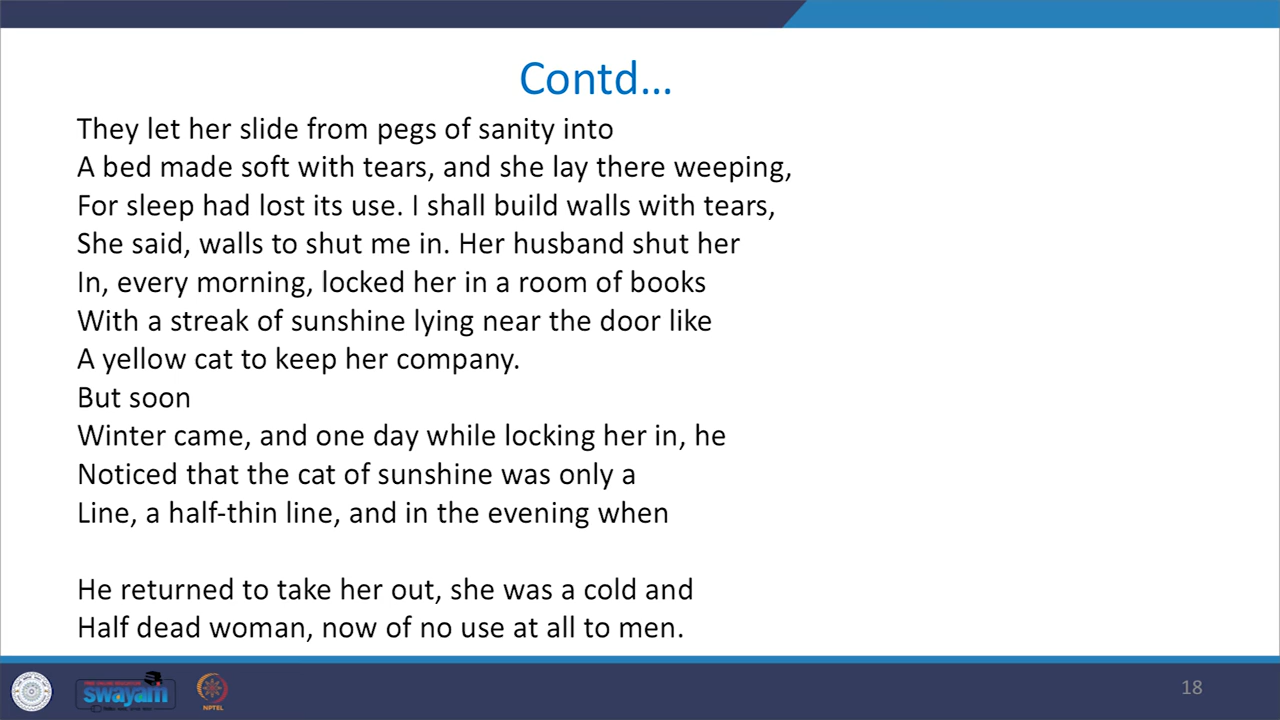 Contd...
They let her slide from pegs of sanity into
A bed made soft with tears, and she lay there weeping,
For sleep had lost its use. I shall build walls with tears,
She said, walls to shut me in. Her husband shut her
In, every morning, locked her in a room of books
With a streak of sunshine lying near the door like
A yellow cat to keep her company.
But soon
Winter came, and one day while locking her in, he
Noticed that the cat of sunshine was only a
Line, a half-thin line, and in the evening when
He returned to take her out, she was a cold and
Half dead woman, now of no use at all to men.
swayam
NPTEL
18